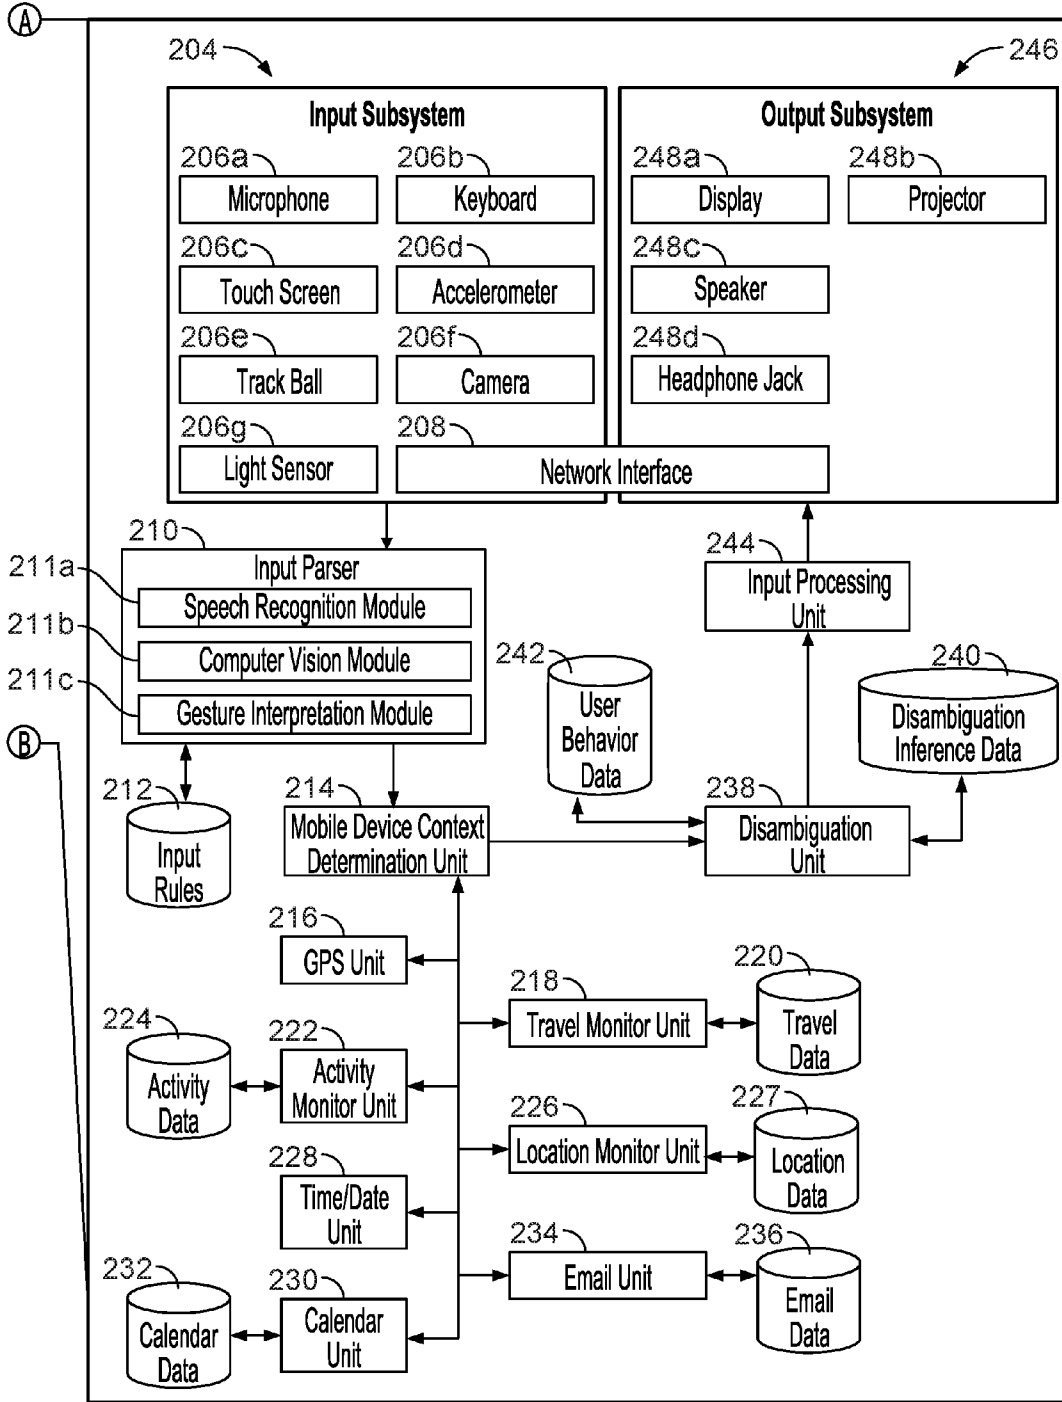 A
204
246
Input Subsystem
Output Subsystem
206a
206b
248a
248b
Microphone
Keyboard
Display
Projector
206c
206d
248c
Touch Screen
Accelerometer
Speaker
206e
206f
248d
Track Ball
Camera
Headphone Jack
206g
208
Light Sensor
Network Interface
210
Input Parser
211a
Speech Recognition Module
211b
Computer Vision Module
211c
Gesture Interpretation Module
244
Input Processing
Unit
242
User
Behavior
Data
240
Disambiguation
Inference Data
B
212
Input
Rules
214
Mobile Device Context
Determination Unit
238
Disambiguation
Unit
216
GPS Unit
218
Travel Monitor Unit
220
Travel
Data
224
Activity
Data
222
Activity
Monitor Unit
226
Location Monitor Unit
227
Location
Data
228
Time/Date
Unit
234
Email Unit
236
Email
Data
232
Calendar
Data
230
Calendar
Unit